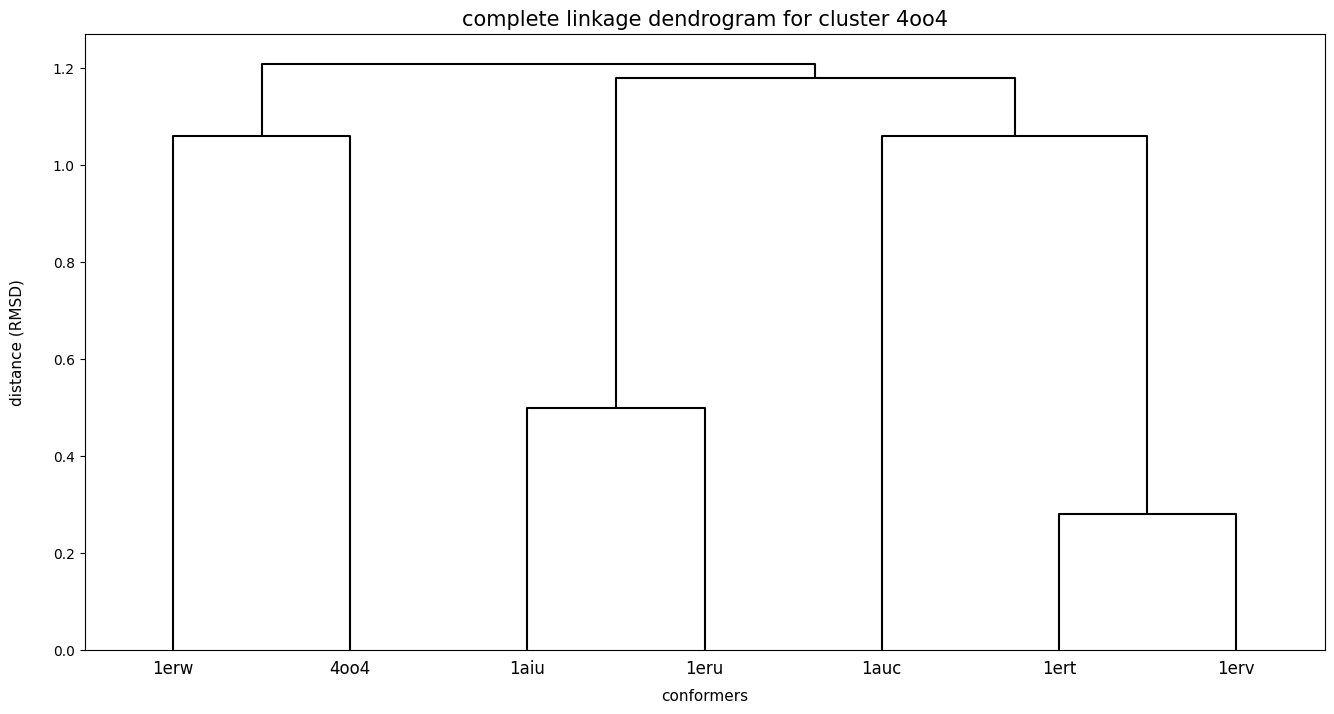 complete linkage dendrogram for cluster 4oo4
1.2
1.0
0.8
0.6
0.4
0.2
0.0
distance (RMSD)
1erw 4oo4 1aiu 1eru 1auc 1ert 1erv
conformers